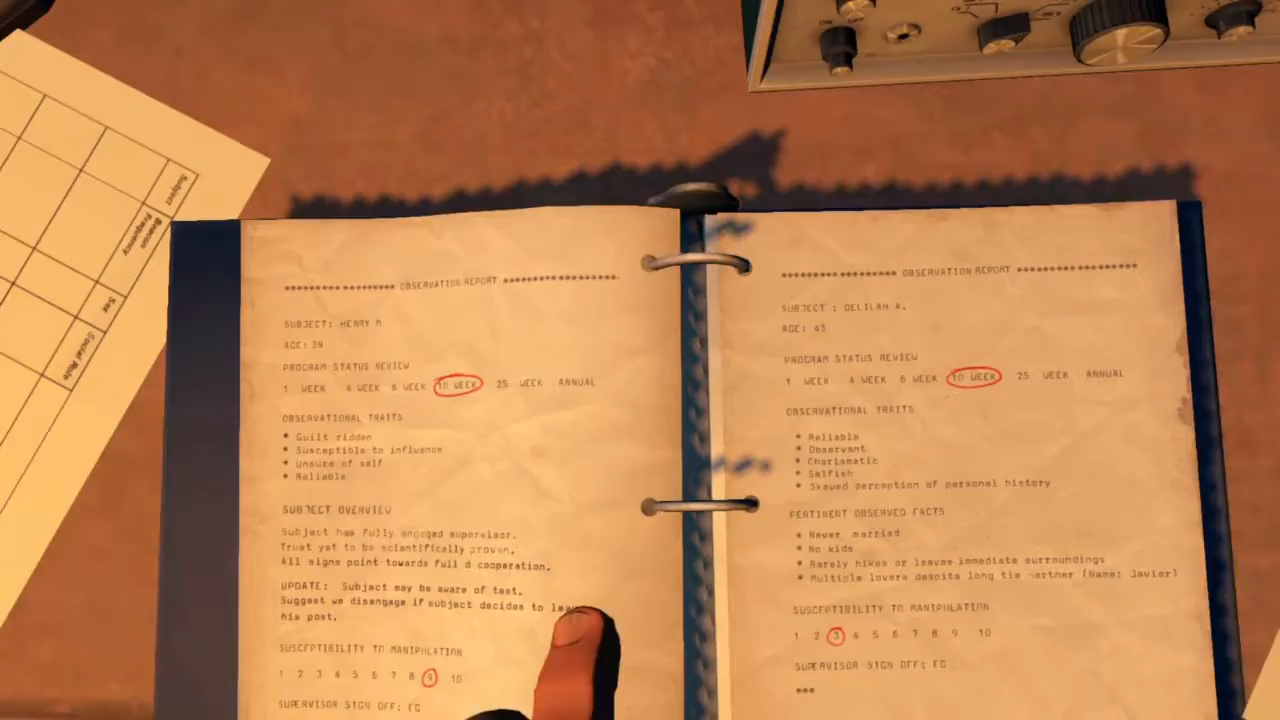 ON OFF
Subject
Beacon Frequency
Sex
Social Role
***************** OBSERVATION REPORT *****************
SUBJECT: HENRY M
AGE: 39
PROGRAM STATUS REVIEW
1 WEEK 4 WEEK 6 WEEK 10 WEEK 25 WEEK ANNUAL
OBSERVATIONAL TRAITS
* Guilt ridden
* Susceptible to influence
* Unsure of self
* Reliable
SUBJECT OVERVIEW
Subject has fully engaged supervisor.
Trust yet to be scientifically proven.
All signs point towards full d cooperation.
UPDATE: Subject may be aware of test.
Suggest we disengage if subject decides to
his post.
SUSCEPTIBILITY TO MANIPULATION
1 2 3 4 5 6 7 8 9 10
SUPERVISOR SIGN OFF: EG
***************** OBSERVATION REPORT *****************
SUBJECT : DELILAH A.
AGE: 43
PROGRAM STATUS REVIEW
1 WEEK 4 WEEK 6 WEEK 10 WEEK 25 WEEK ANNUAL
OBSERVATIONAL TRAITS
* Reliable
* Observant
* Charismatic
* Selfish
* Skewed perception of personal history
PERTINENT OBSERVED FACTS
* Never married
* No kids
* Rarely hikes or leaves immediate surroundings
* Multiple lovers despite long tie partner (Name: Javier)
SUSCEPTIBILITY TO MANIPULATION
1 2 3 4 5 6 7 8 9 10
SUPERVISOR SIGN OFF: EG
***